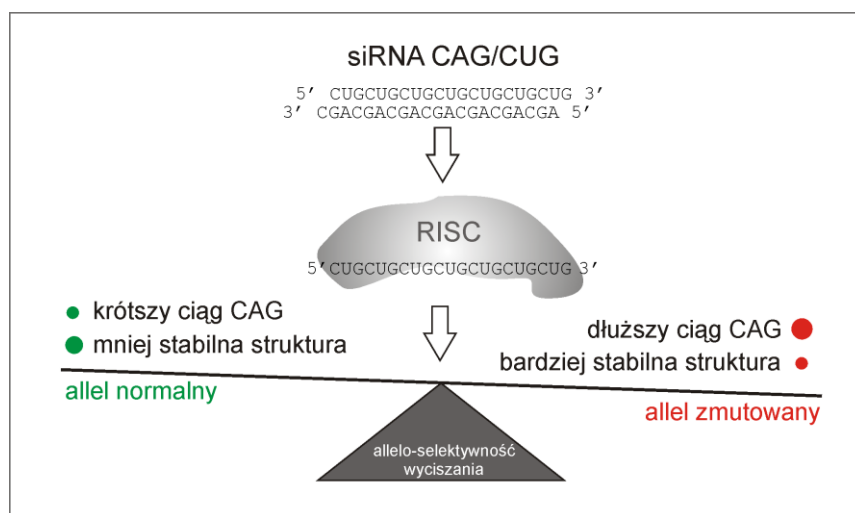 siRNA CAG/CUG
5′ CUGCUGCUGCUGCUGCUGCUG 3′
3′ CGACGACGACGACGACGACGA 5′
RISC
5′CUGCUGCUGCUGCUGCUGCUG 3′
krótszy ciąg CAG
mniej stabilna struktura
dłuższy ciąg CAG
bardziej stabilna struktura
allel normalny
allel zmutowany
allelo-selektywność
wyciszania